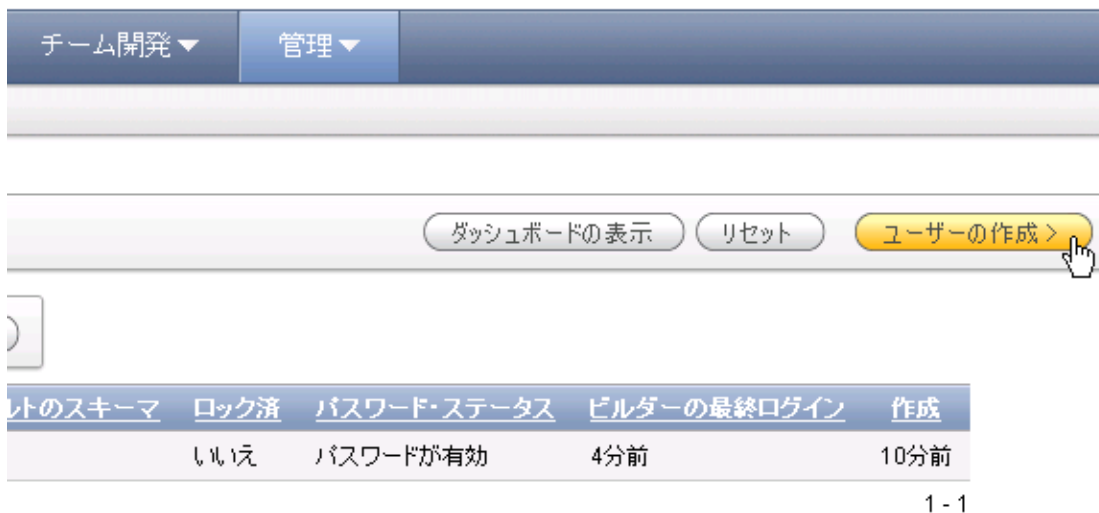 チーム開発▼ 管理▼
ダッシュボードの表示 リセット ユーザーの作成 >
ルトのスキーマ ロック済 パスワード・ステータス ビルダーの最終ログイン 作成
いいえ パスワードが有効 4分前 10分前
1 - 1